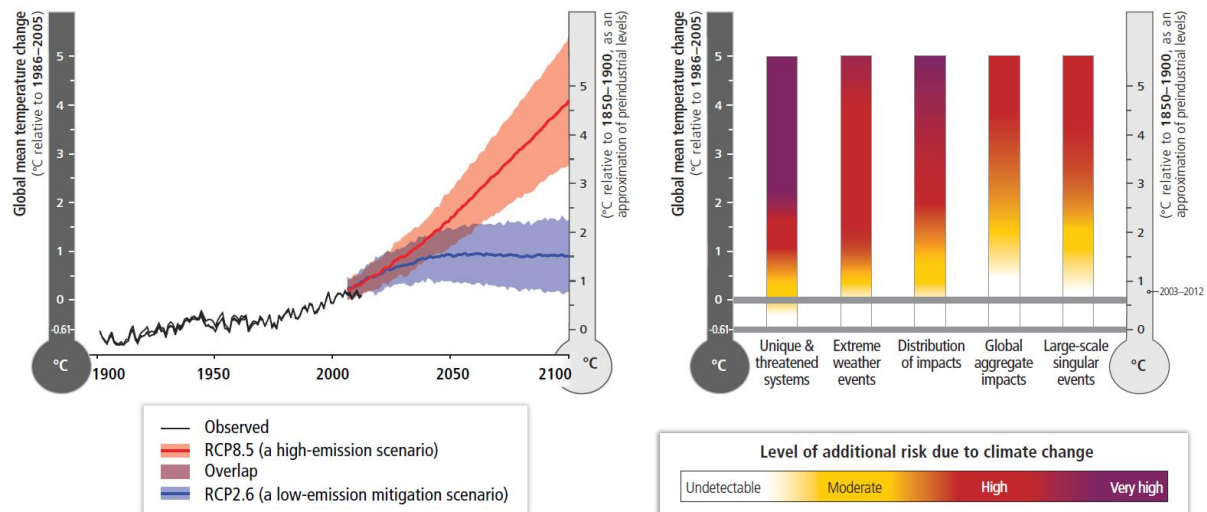 Global mean temperature change
(°C relative to 1986–2005)
5
4
3
2
1
0
-0.61
°C
(°C relative to 1850–1900, as an
approximation of preindustrial levels)
5
4
3
2
1
0
°C
1900
1950
2000
2050
2100
Observed
RCP8.5 (a high-emission scenario)
Overlap
RCP2.6 (a low-emission mitigation scenario)
Global mean temperature change
(°C relative to 1986–2005)
5
4
3
2
1
0
-0.61
°C
(°C relative to 1850–1900, as an
approximation of preindustrial levels)
5
4
3
2
1
2003–2012
0
°C
Unique &
threatened
systems
Extreme
weather
events
Distribution
of impacts
Global
aggregate
impacts
Large-scale
singular
events
Level of additional risk due to climate change
Undetectable
Moderate
High
Very high